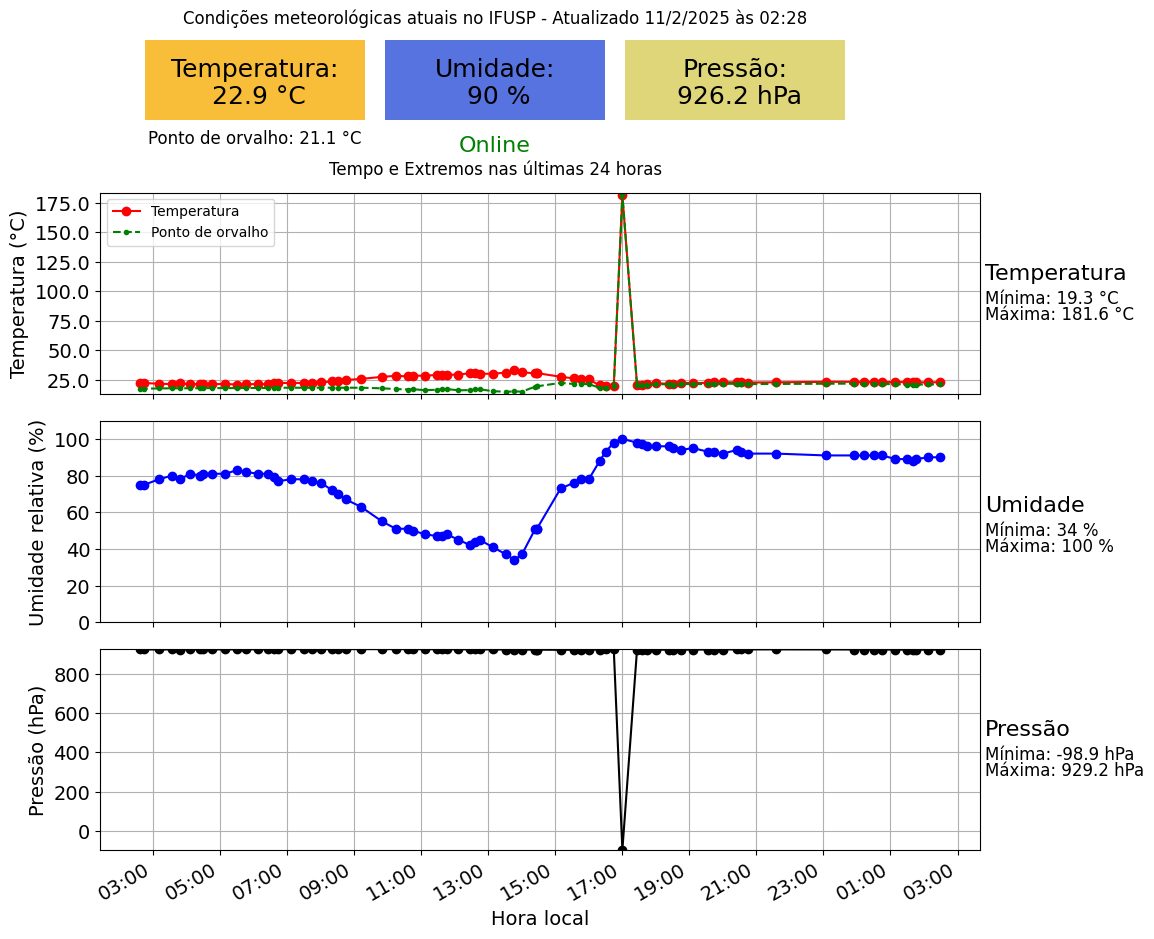 Condições meteorológicas atuais no IFUSP - Atualizado 11/2/2025 às 02:28
Temperatura:
22.9 °C
Umidade:
90 %
Pressão:
926.2 hPa
Ponto de orvalho: 21.1 °C
Online
Tempo e Extremos nas últimas 24 horas
Temperatura (°C)
175.0
150.0
125.0
100.0
75.0
50.0
25.0
Temperatura
Ponto de orvalho
Temperatura
Mínima: 19.3 °C
Máxima: 181.6 °C
Umidade relativa (%)
100
80
60
40
20
0
Umidade
Mínima: 34 %
Máxima: 100 %
Pressão (hPa)
800
600
400
200
0
Pressão
Mínima: -98.9 hPa
Máxima: 929.2 hPa
03:00 05:00 07:00 09:00 11:00 13:00 15:00 17:00 19:00 21:00 23:00 01:00 03:00
Hora local